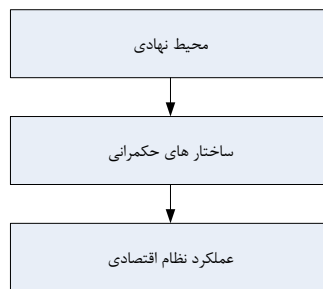 محیط نهادی
ساختار های حکمرانی
عملکرد نظام اقتصادی